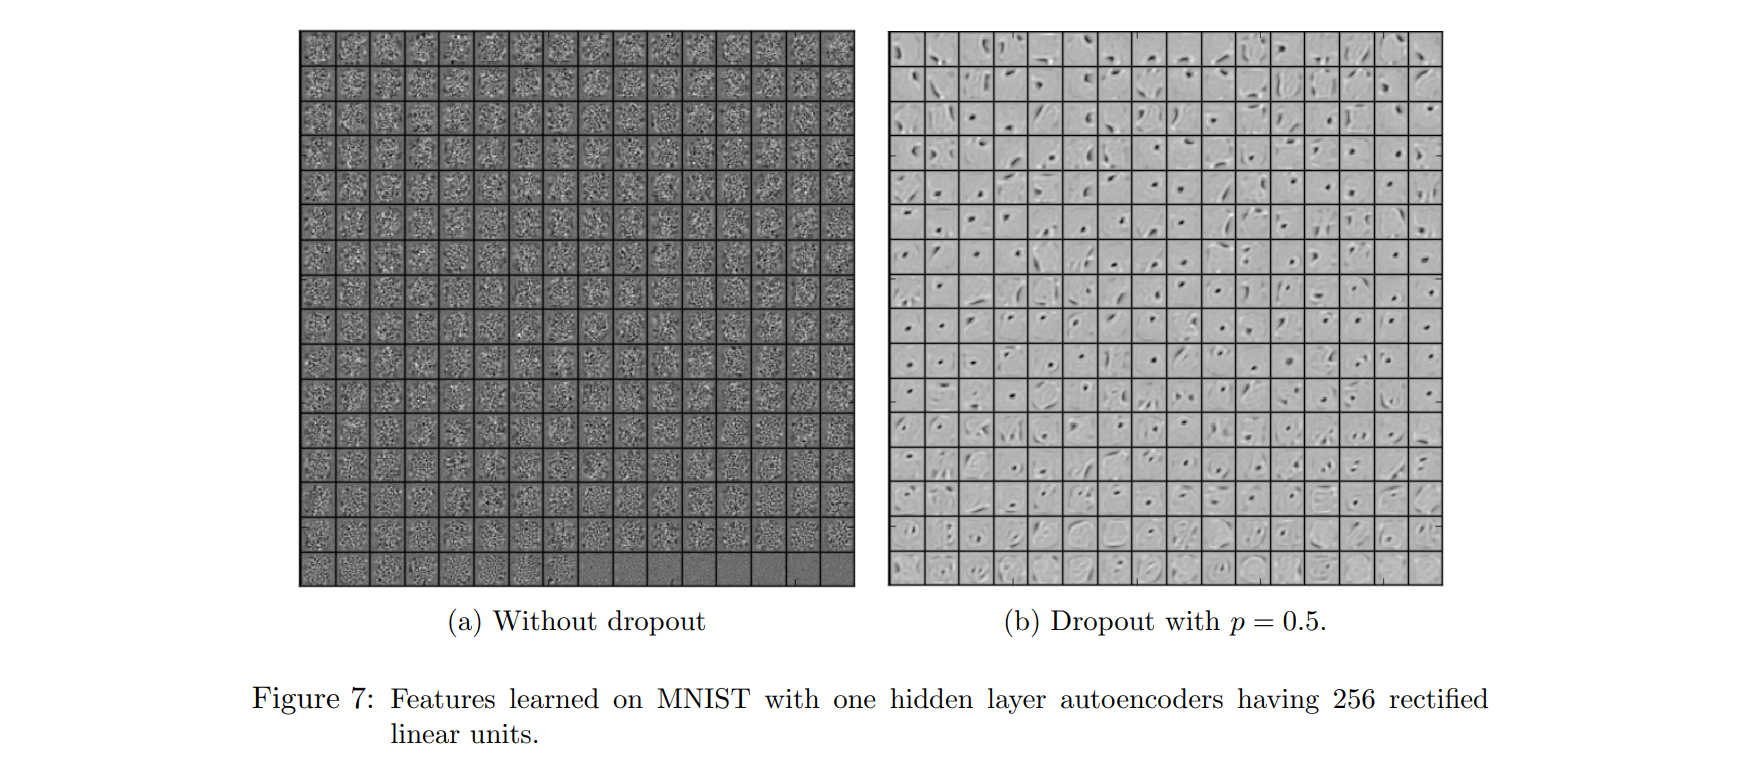 (a) Without dropout
(b) Dropout with p = 0.5.
Figure 7: Features learned on MNIST with one hidden layer autoencoders having 256 rectified
linear units.